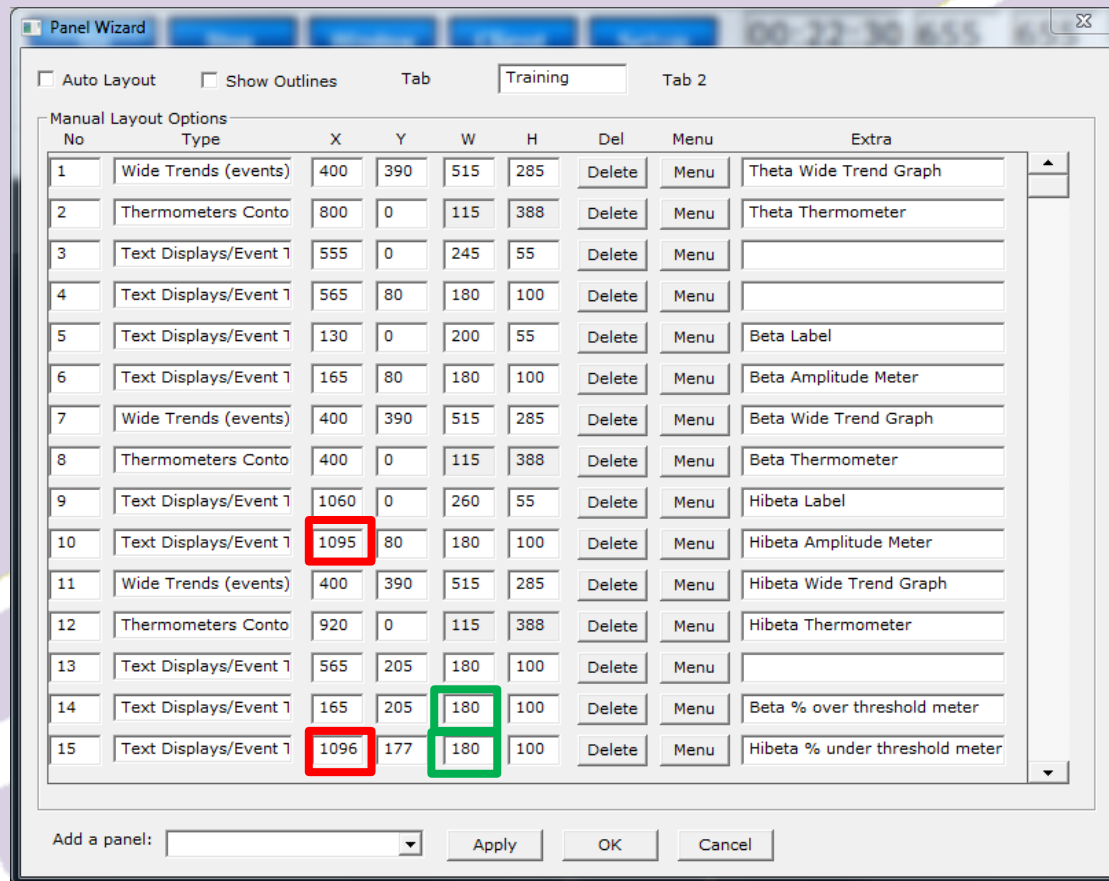 Panel Wizard
00:22:30 655 655
Auto Layout Show Outlines Tab Training Tab 2
Manual Layout Options
No Type X Y W H Del Menu Extra
1 Wide Trends (events) 400 390 515 285 Delete Menu Theta Wide Trend Graph
2 Thermometers Conto 800 0 115 388 Delete Menu Theta Thermometer
3 Text Displays/Event T 555 0 245 55 Delete Menu
4 Text Displays/Event T 565 80 180 100 Delete Menu
5 Text Displays/Event T 130 0 200 55 Delete Menu Beta Label
6 Text Displays/Event T 165 80 180 100 Delete Menu Beta Amplitude Meter
7 Wide Trends (events) 400 390 515 285 Delete Menu Beta Wide Trend Graph
8 Thermometers Conto 400 0 115 388 Delete Menu Beta Thermometer
9 Text Displays/Event T 1060 0 260 55 Delete Menu Hibeta Label
10 Text Displays/Event T 1095 80 180 100 Delete Menu Hibeta Amplitude Meter
11 Wide Trends (events) 400 390 515 285 Delete Menu Hibeta Wide Trend Graph
12 Thermometers Conto 920 0 115 388 Delete Menu Hibeta Thermometer
13 Text Displays/Event T 565 205 180 100 Delete Menu
14 Text Displays/Event T 165 205 180 100 Delete Menu Beta % over threshold meter
15 Text Displays/Event T 1096 177 180 100 Delete Menu Hibeta % under threshold meter
Add a panel: Apply OK Cancel